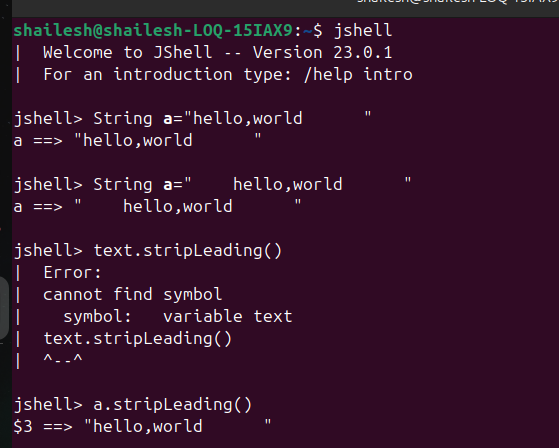 shailesh@shailesh-LOQ-15IAX9:~$ jshell
|  Welcome to JShell -- Version 23.0.1
|  For an introduction type: /help intro
jshell> String a="hello,world      "
a ==> "hello,world      "
jshell> String a="    hello,world      "
a ==> "    hello,world      "
jshell> text.stripLeading()
|  Error:
|  cannot find symbol
|    symbol:   variable text
|  text.stripLeading()
|  ^--^
jshell> a.stripLeading()
$3 ==> "hello,world      "